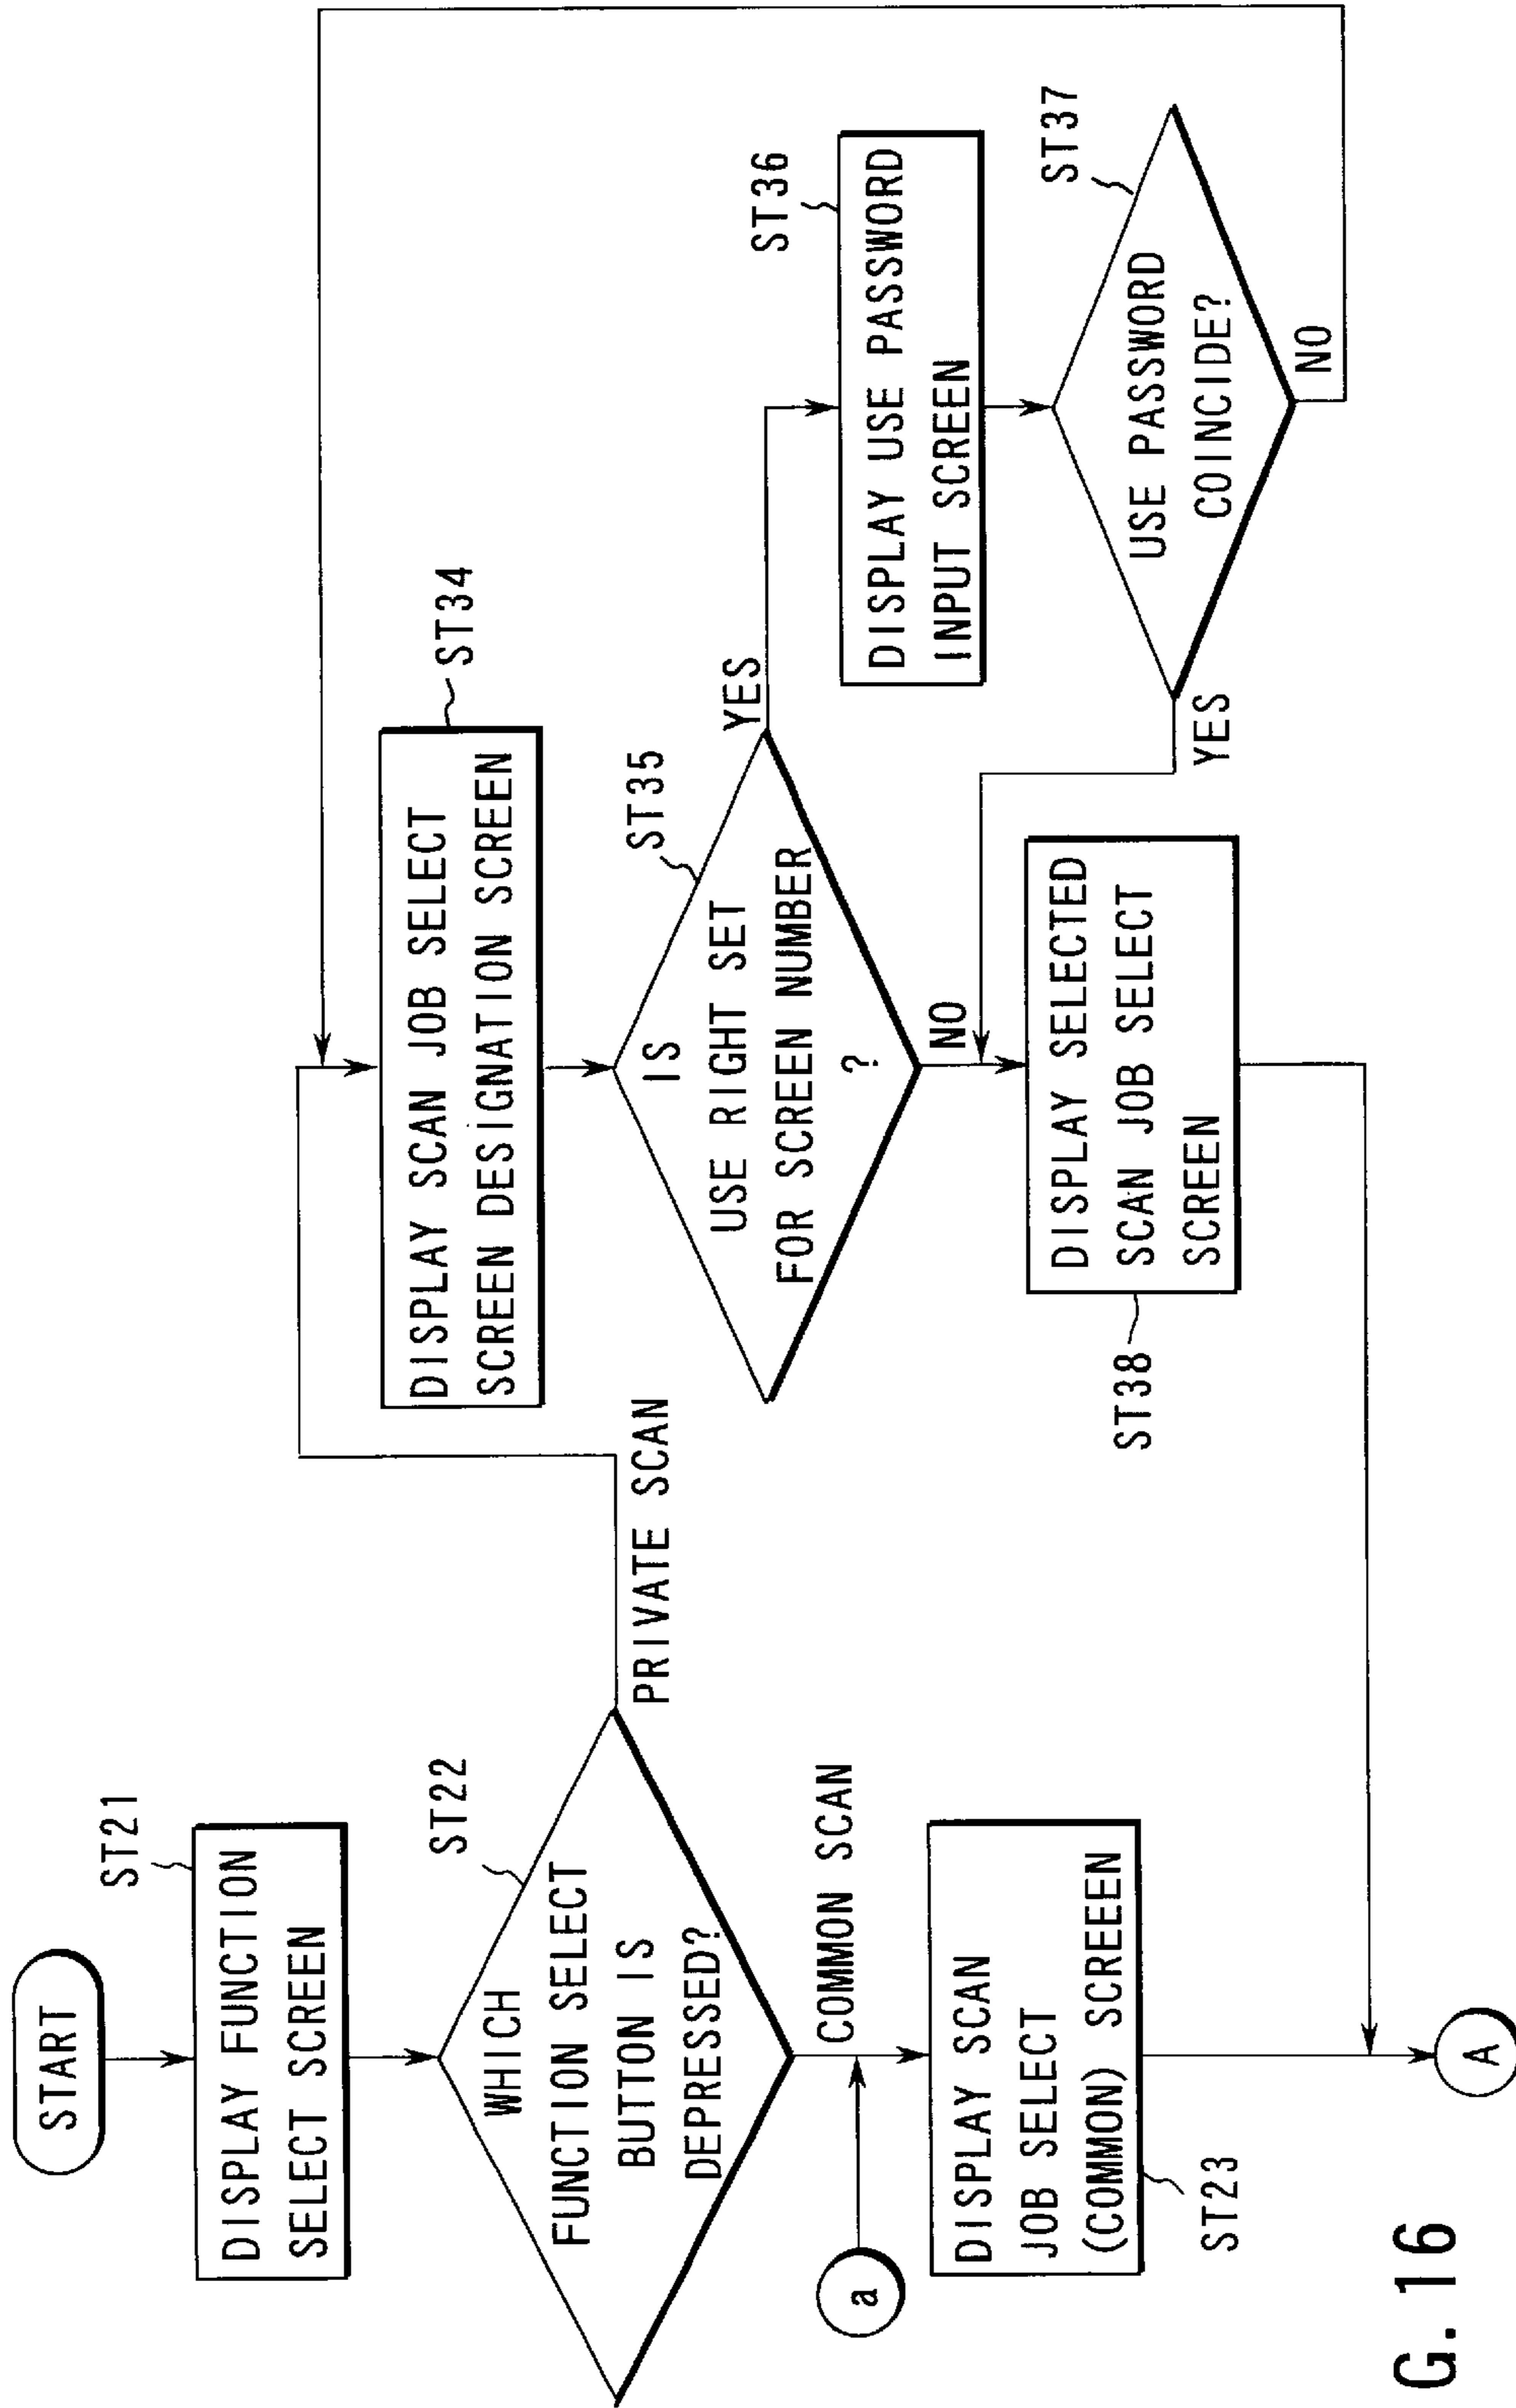 START
ST21
DISPLAY FUNCTION
SELECT SCREEN
ST22
WHICH
FUNCTION SELECT
BUTTON IS
DEPRESSED?
PRIVATE SCAN
COMMON SCAN
a
DISPLAY SCAN
JOB SELECT
(COMMON) SCREEEN
ST23
A
ST34
DISPLAY SCAN JOB SELECT
SCREEN DESIGNATION SCREEN
ST35
IS
USE RIGHT SET
FOR SCREEN NUMBER
?
YES
NO
ST36
DISPLAY USE PASSWORD
INPUT SCREEN
ST37
USE PASSWORD
COINCIDE?
YES
NO
DISPLAY SELECTED
SCAN JOB SELECT
SCREEN
ST38
G. 16